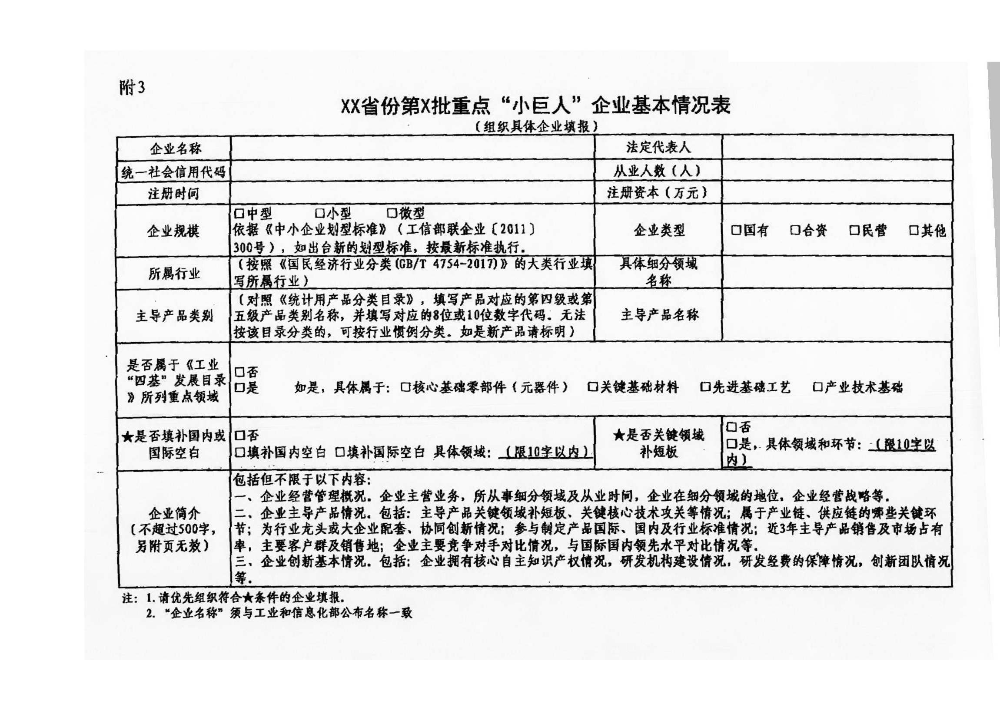 附3
XX省份第X批重点“小巨人”企业基本情况表
（组织具体企业填报）
企业名称
法定代表人
统一社会信用代码
从业人数（人）
注册时间
注册资本（万元）
企业规模
□中型 □小型 □微型
依据《中小企业划型标准》（工信部联企业〔2011〕
300号），如出台新的划型标准，按最新标准执行。
企业类型
□国有 □合资 □民营 □其他
所属行业
（按照《国民经济行业分类(GB/T 4754-2017)》的大类行业填
写所属行业）
具体细分领域
名称
主导产品类别
（对照《统计用产品分类目录》，填写产品对应的第四级或第
五级产品类别名称，并填写对应的8位或10位数字代码。无法
按该目录分类的，可按行业惯例分类。如是新产品请标明）
主导产品名称
是否属于《工业
“四基”发展目录
》所列重点领域
□否
□是 如是，具体属于：□核心基础零部件（元器件） □关键基础材料 □先进基础工艺 □产业技术基础
★是否填补国内或
国际空白
□否
□填补国内空白 □填补国际空白 具体领域：（限10字以内）
★是否关键领域
补短板
□否
□是，具体领域和环节：（限10字以
内）
企业简介
（不超过500字，
另附页无效）
包括但不限于以下内容：
一、企业经营管理概况。企业主营业务，所从事细分领域及从业时间，企业在细分领域的地位，企业经营战略等。
二、企业主导产品情况。包括：主导产品关键领域补短板、关键核心技术攻关等情况；属于产业链、供应链的哪些关键环
节；为行业龙头或大企业配套、协同创新情况；参与制定产品国际、国内及行业标准情况；近3年主导产品销售及市场占有
率，主要客户群及销售地；企业主要竞争对手对比情况，与国际国内领先水平对比情况等。
三、企业创新基本情况。包括：企业拥有核心自主知识产权情况，研发机构建设情况，研发经费的保障情况，创新团队情况
等。
注：1.请优先组织符合★条件的企业填报。
2.“企业名称”须与工业和信息化部公布名称一致